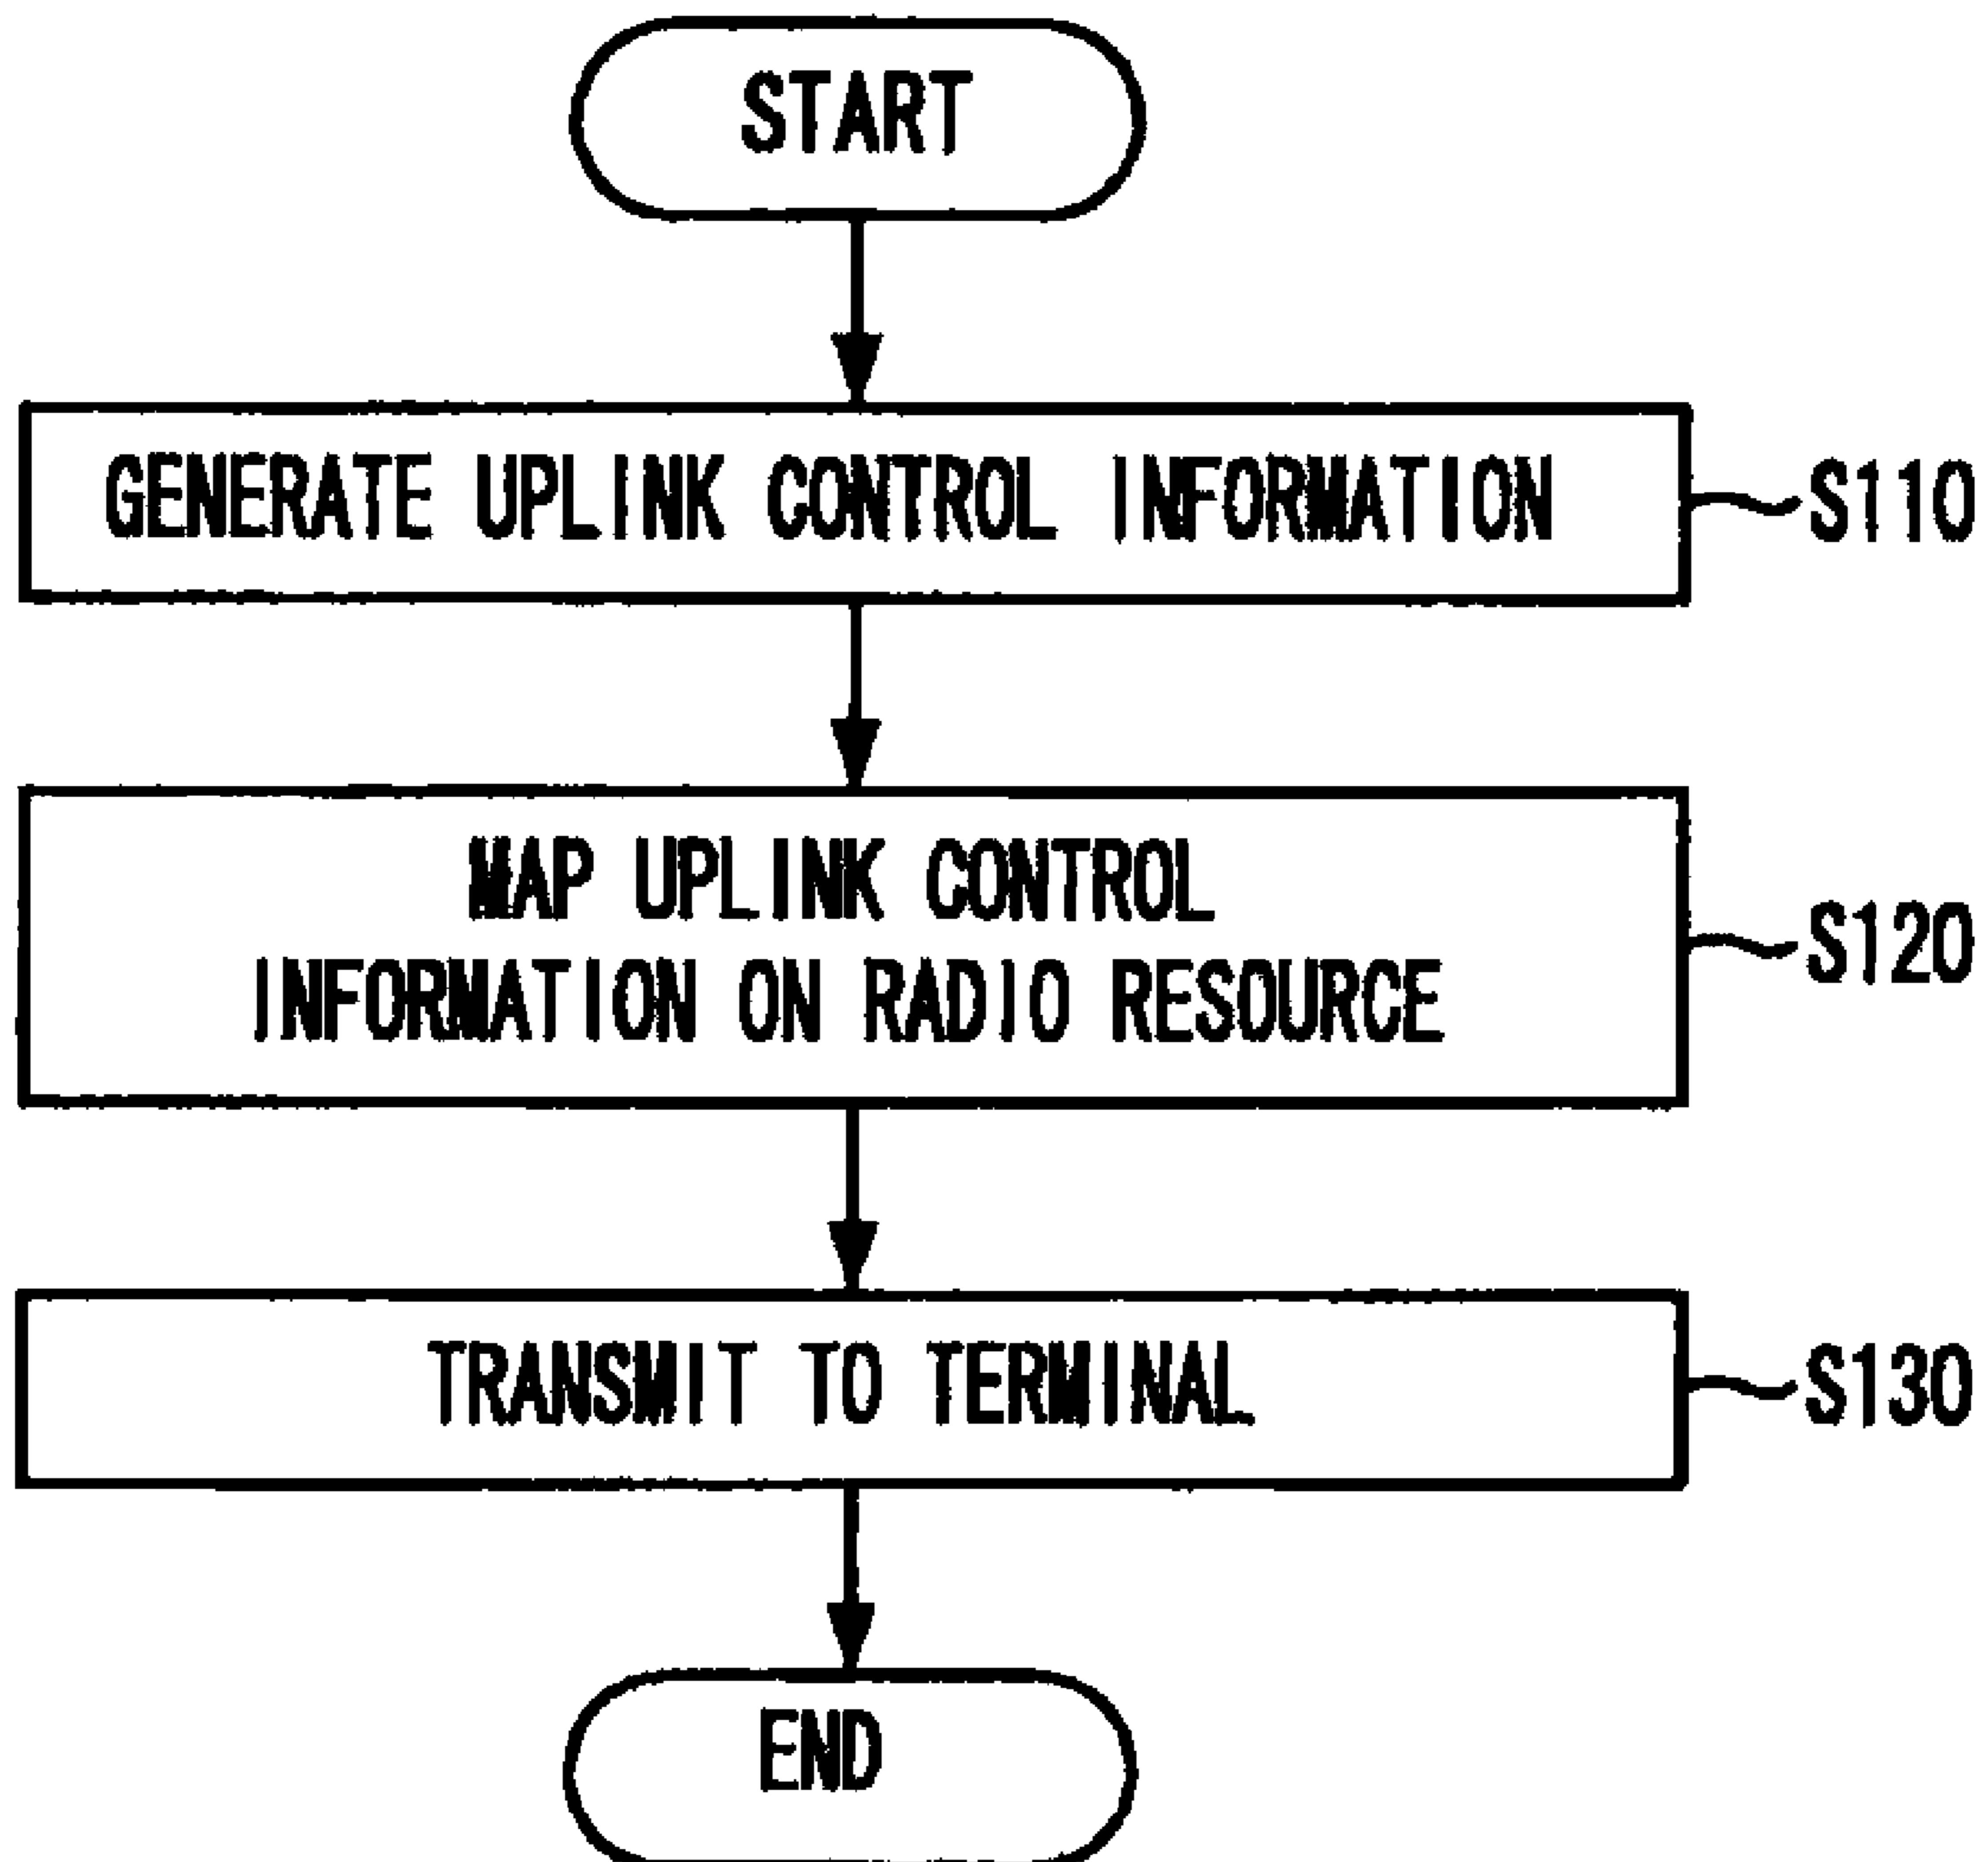 START
GENERATE UPLINK CONTROL INFORMATION
S110
MAP UPLINK CONTROL
INFORMATION ON RADIO RESOURCE
S120
TRANSMIT TO TERMINAL
S130
END